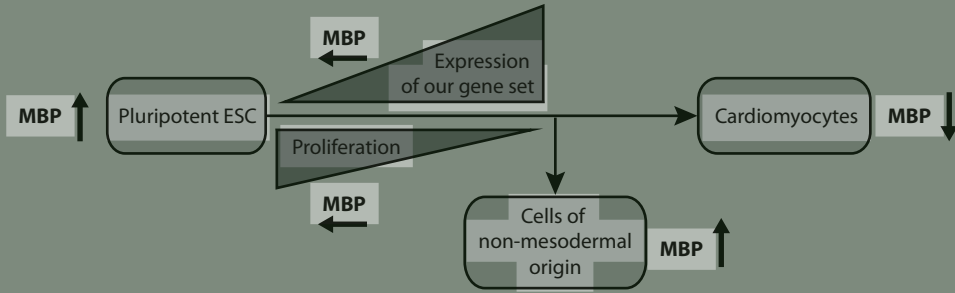 MBP
Expression
of our gene set
MBP
Pluripotent ESC
Cardiomyocytes
MBP
Proliferation
MBP
Cells of
non-mesodermal
origin
MBP